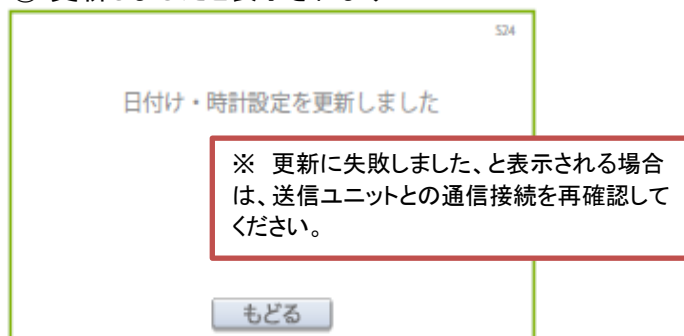 S24
日付け・時計設定を更新しました
※ 更新に失敗しました、と表示される場合
は、送信ユニットとの通信接続を再確認して
ください。
もどる